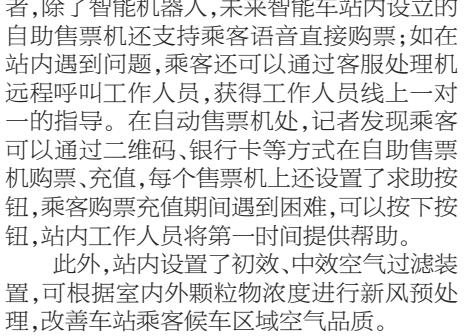 者,除了智能机器人,未来智能车站内设立的
自助售票机还支持乘客语音直接购票;如在
站内遇到问题,乘客还可以通过客服处理机
远程呼叫工作人员,获得工作人员线上一对
一的指导。在自动售票机处,记者发现乘客
可以通过二维码、银行卡等方式在自助售票
机购票、充值,每个售票机上还设置了求助按
钮,乘客购票充值期间遇到困难,可以按下按
钮,站内工作人员将第一时间提供帮助。
此外,站内设置了初效、中效空气过滤装
置,可根据室内外颗粒物浓度进行新风预处
理,改善车站乘客候车区域空气品质。